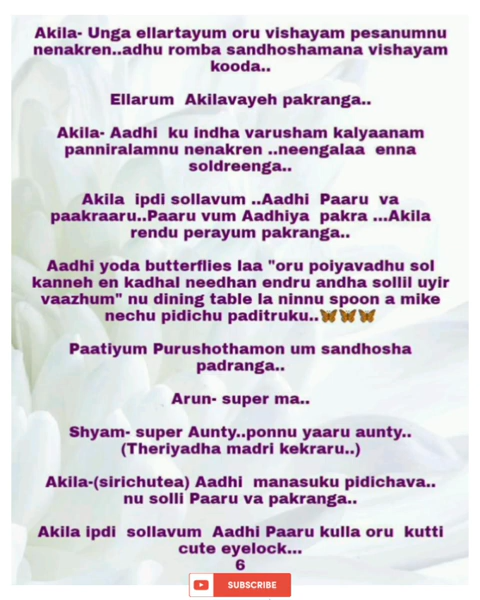 Akila- Unga ellartayum oru vishayam pesanumnu
nenakren..adhu romba sandhoshamana vishayam
kooda..
Ellarum Akilavayeh pakranga..
Akila- Aadhi ku indha varusham kalyaanam
panniralamnu nenakren ..neengalaa enna
soldreenga..
Akila ipdi sollavum ..Aadhi Paaru va
paakraaru..Paaru vum Aadhiya pakra ...Akila
rendu perayum pakranga..
Aadhi yoda butterflies laa "oru poiyavadhu sol
kanneh en kadhal needhan endru andha sollil uyir
vaazhum" nu dining table la ninnu spoon a mike
nechu pidichu paditruku..🦋🦋🦋
Paatiyum Purushothamon um sandhosha
padranga..
Arun- super ma..
Shyam- super Aunty..ponnu yaaru aunty..
(Theriyadha madri kekraru..)
Akila-(sirichutea) Aadhi manasuku pidichava..
nu solli Paaru va pakranga..
Akila ipdi sollavum Aadhi Paaru kulla oru kutti
cute eyelock...
6
SUBSCRIBE